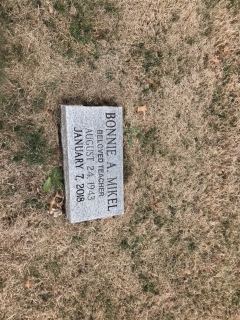 BONNIE A. MIKEL
BELOVED TEACHER
AUGUST 24, 1943
JANUARY 7, 2018